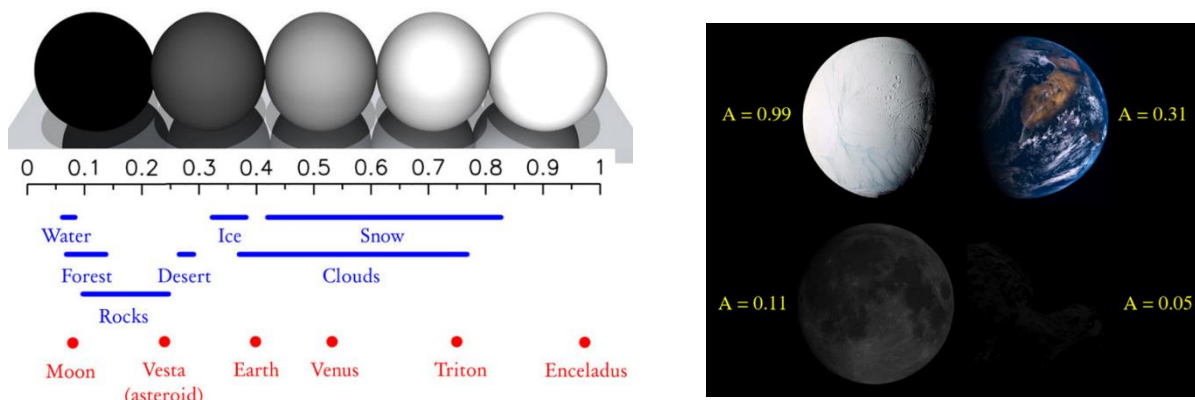 0 0.1 0.2 0.3 0.4 0.5 0.6 0.7 0.8 0.9 1
Water Ice Snow
Forest Desert Clouds
Rocks
Moon Vesta Earth Venus Triton Enceladus
(asteroid)
A = 0.99 A = 0.31
A = 0.11 A = 0.05